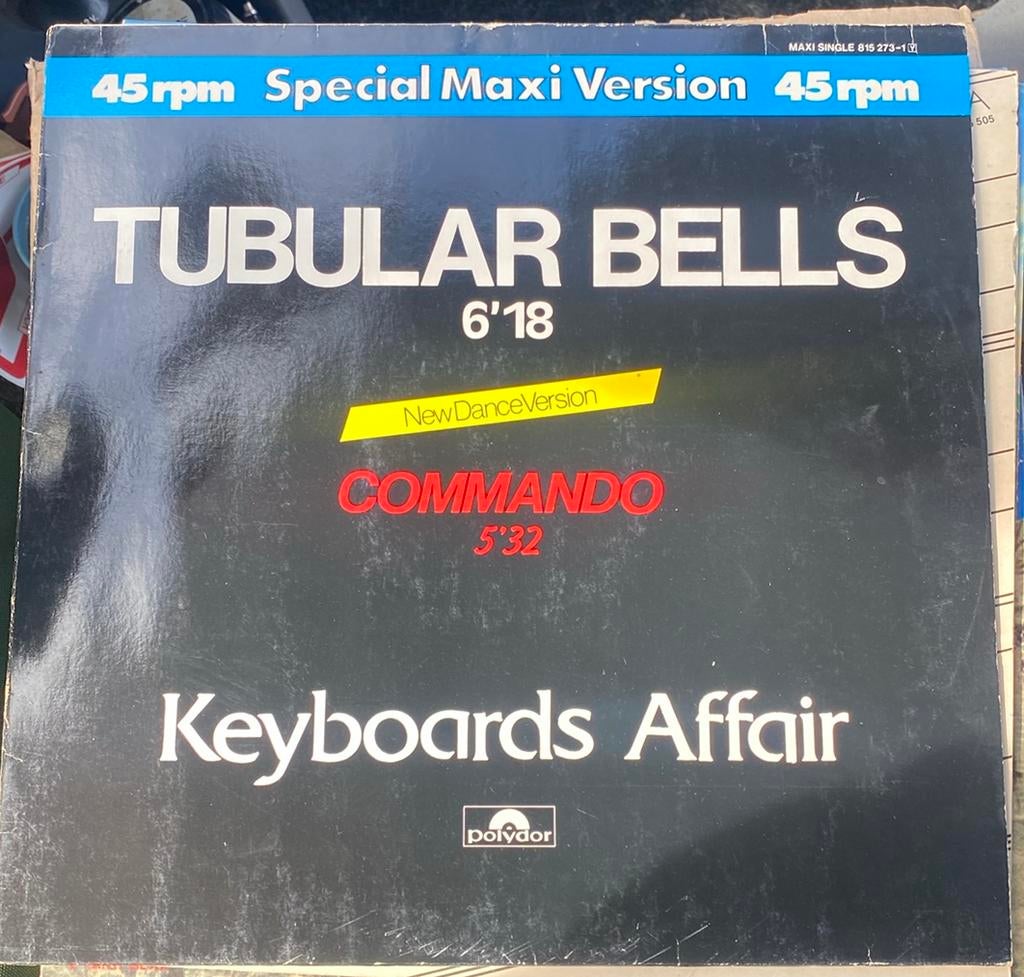 MAXI SINGLE 815 273-1 Y
45 rpm Special Maxi Version 45 rpm
A
505
TUBULAR BELLS
6'18
New Dance Version
COMMANDO
5'32
Keyboards Affair
polydor